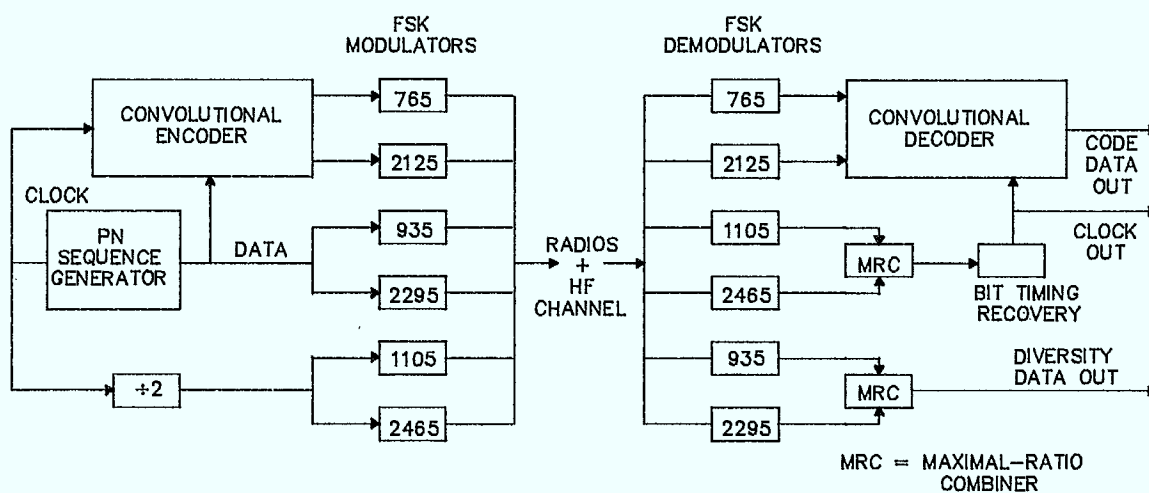 FSK
MODULATORS
FSK
DEMODULATORS
CONVOLUTIONAL
ENCODER
765
2125
CLOCK
PN
SEQUENCE
GENERATOR
DATA
935
2295
÷2
1105
2465
RADIOS
+
HF
CHANNEL
765
2125
CONVOLUTIONAL
DECODER
CODE
DATA
OUT
1105
2465
MRC
BIT TIMING
RECOVERY
CLOCK
OUT
935
2295
MRC
DIVERSITY
DATA OUT
MRC = MAXIMAL-RATIO
COMBINER